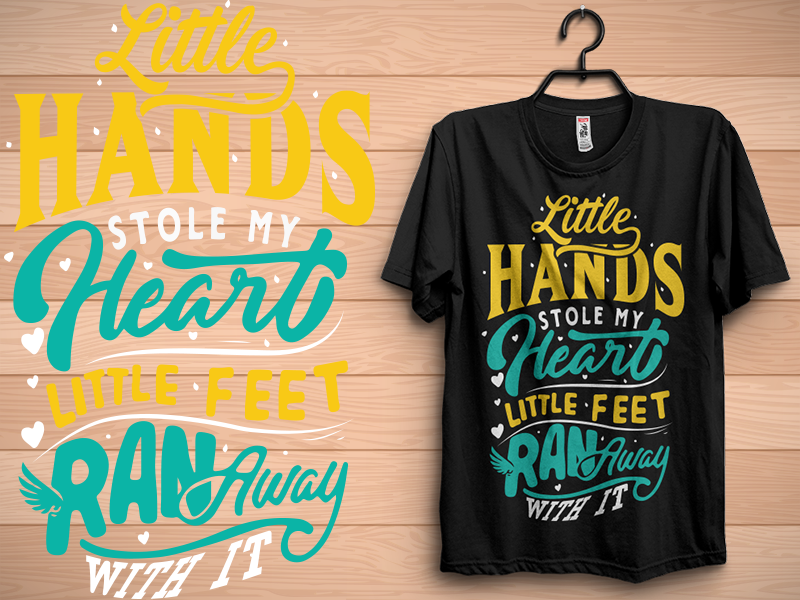 Little
HANDS
STOLE MY
Heart
LITTLE FEET
RAN Away
WITH IT
Little
HANDS
STOLE MY
Heart
LITTLE FEET
RAN Away
WITH IT